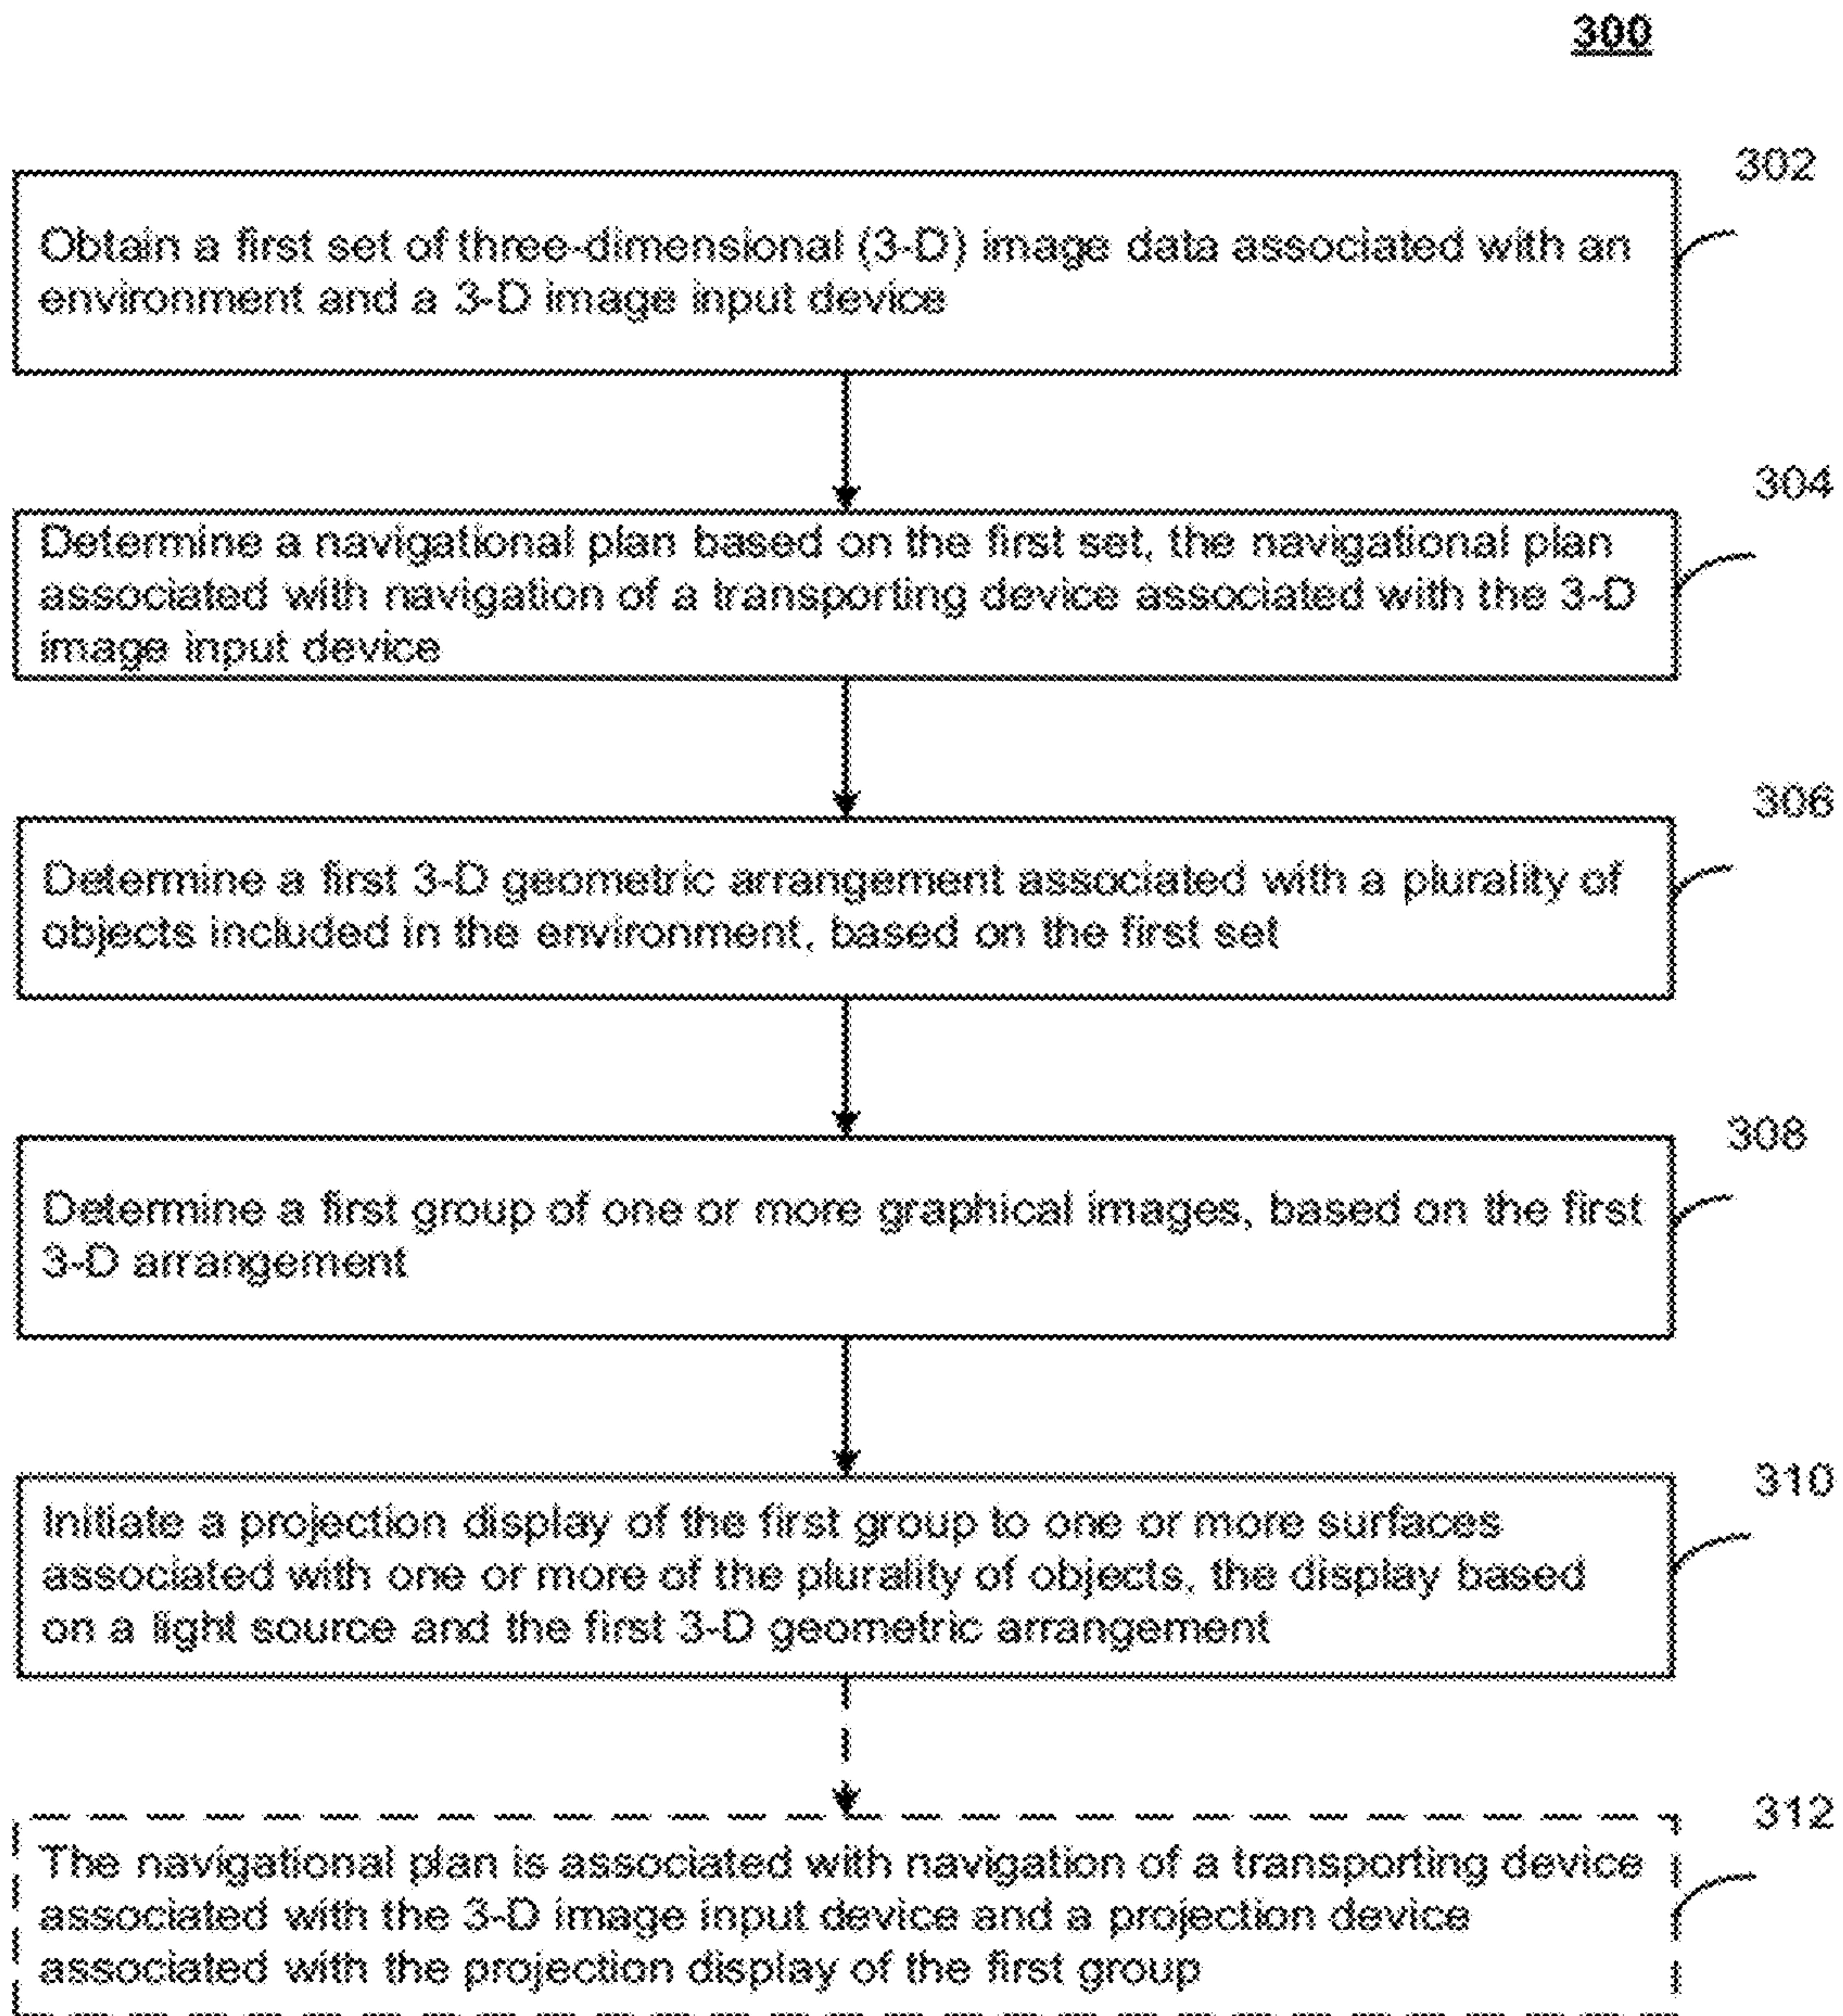 300
302
Obtain a first set of three-dimensional (3-D) image data associated with an
environment and a 3-D image input device
304
Determine a navigational plan based on the first set, the navigational plan
associated with navigation of a transporting device associated with the 3-D
image input device
306
Determine a first 3-D geometric arrangement associated with a plurality of
objects included in the environment, based on the first set
308
Determine a first group of one or more graphical images, based on the first
3-D arrangement
310
Initiate a projection display of the first group to one or more surfaces
associated with one or more of the plurality of objects, the display based
on a light source and the first 3-D geometric arrangement
312
The navigational plan is associated with navigation of a transporting device
associated with the 3-D image input device and a projection device
associated with the projection display of the first group